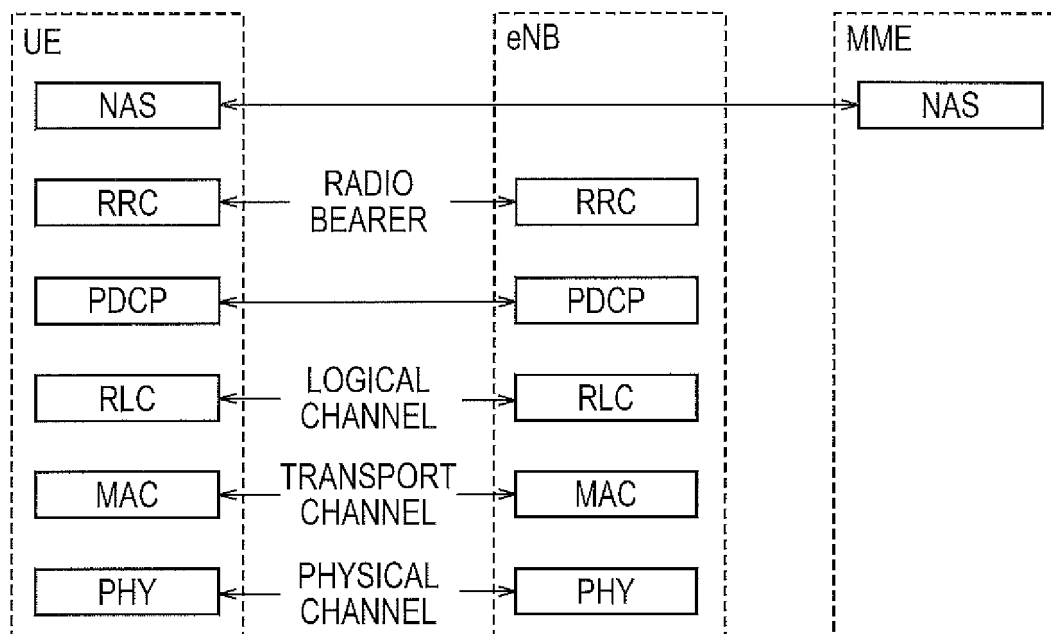 UE
eNB
MME
NAS
NAS
RRC
RADIO
BEARER
RRC
PDCP
PDCP
RLC
LOGICAL
CHANNEL
RLC
MAC
TRANSPORT
CHANNEL
MAC
PHY
PHYSICAL
CHANNEL
PHY